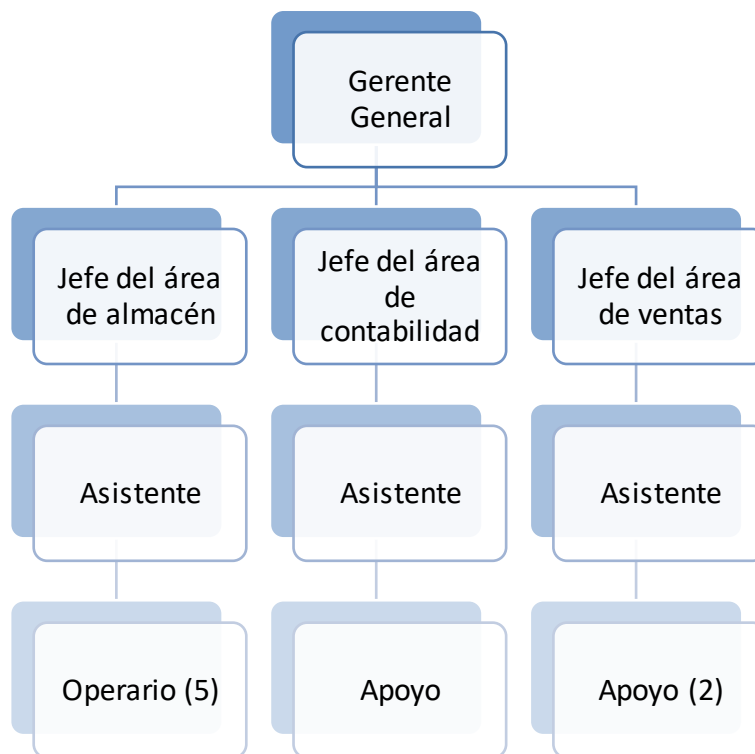 Gerente
General
Jefe del área
de almacén
Jefe del área
de
contabilidad
Jefe del área
de ventas
Asistente
Asistente
Asistente
Operario (5)
Apoyo
Apoyo (2)